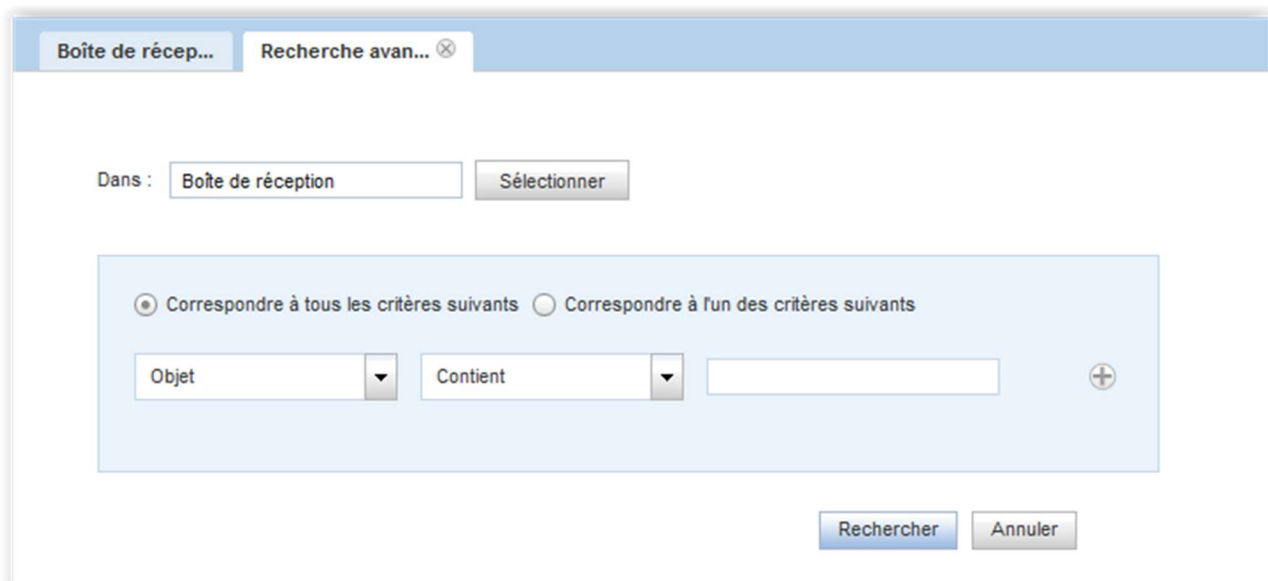 Boîte de récep... Recherche avan...
Dans : Boîte de réception Sélectionner
Correspondre à tous les critères suivants Correspondre à l'un des critères suivants
Objet Contient
Rechercher Annuler